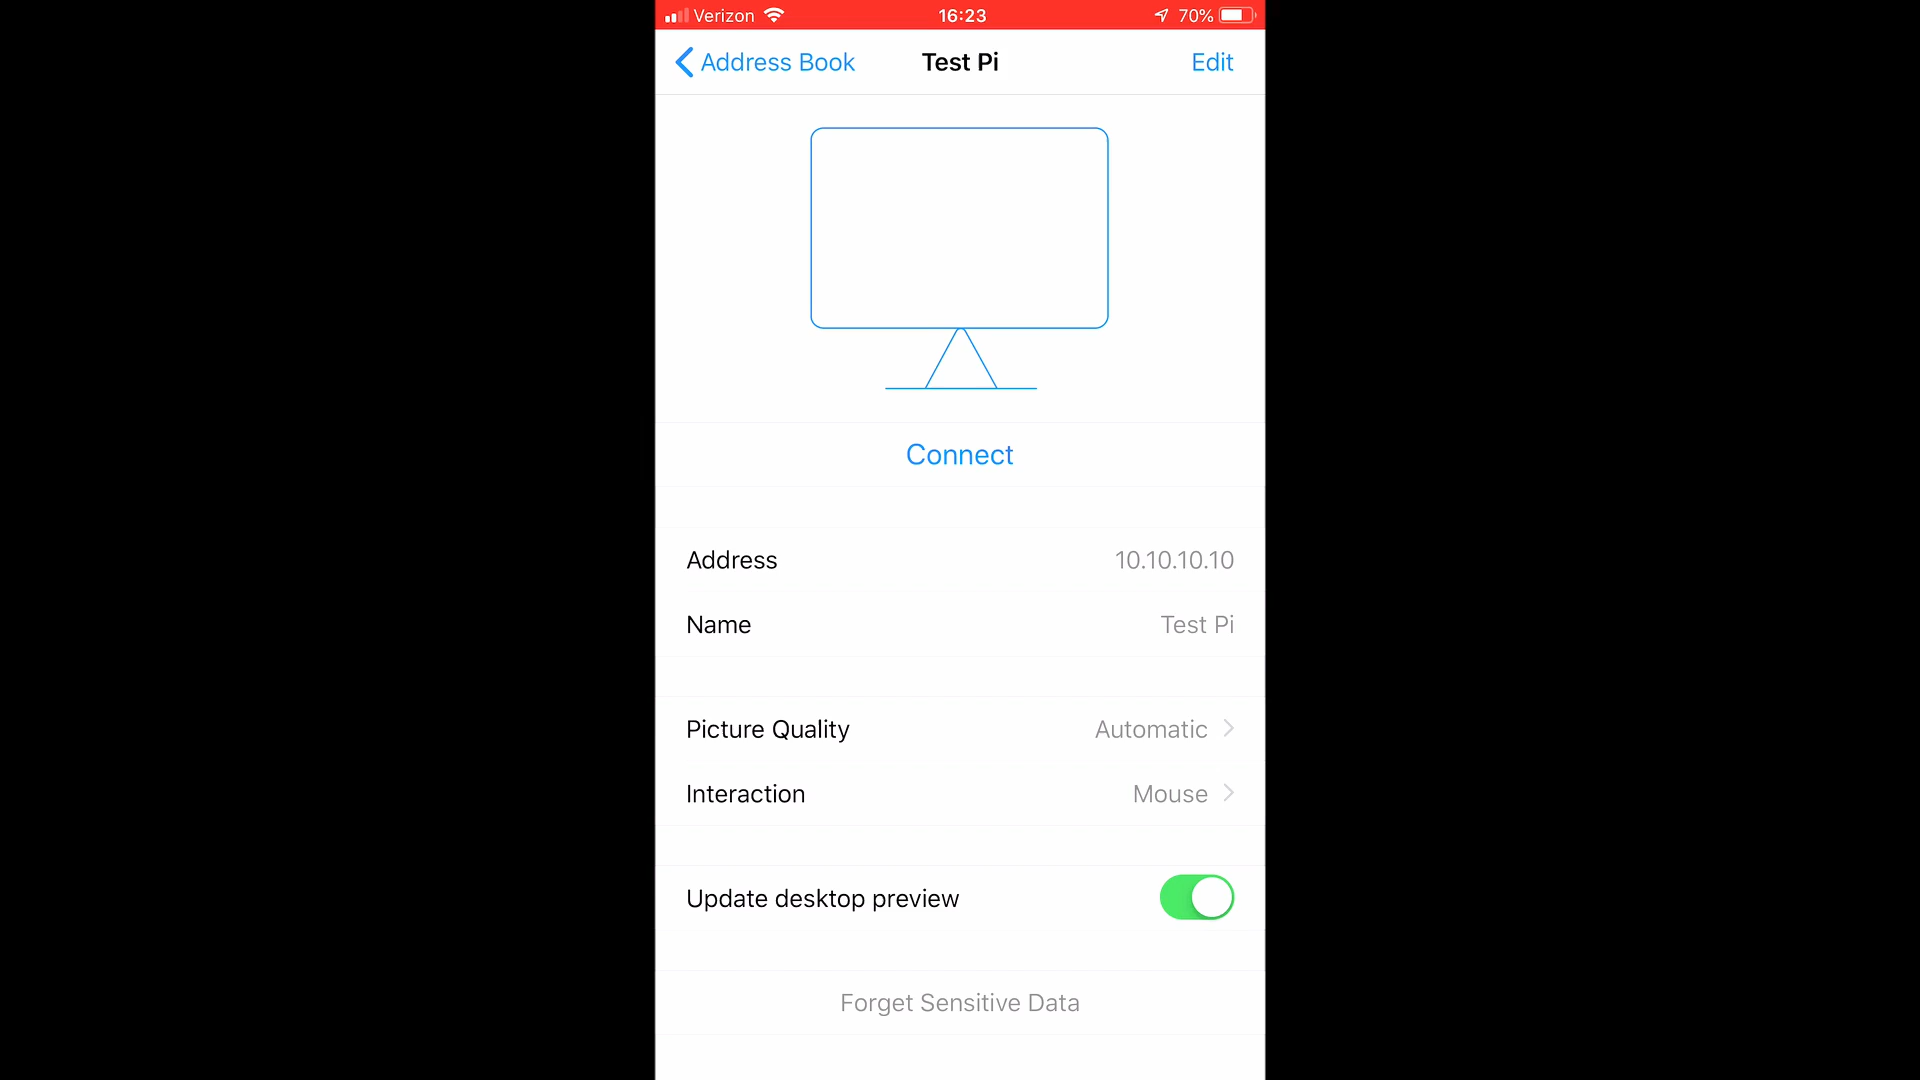 Verizon 16:23 70%
Address Book Test Pi Edit
Connect
Address 10.10.10.10
Name Test Pi
Picture Quality Automatic
Interaction Mouse
Update desktop preview
Forget Sensitive Data